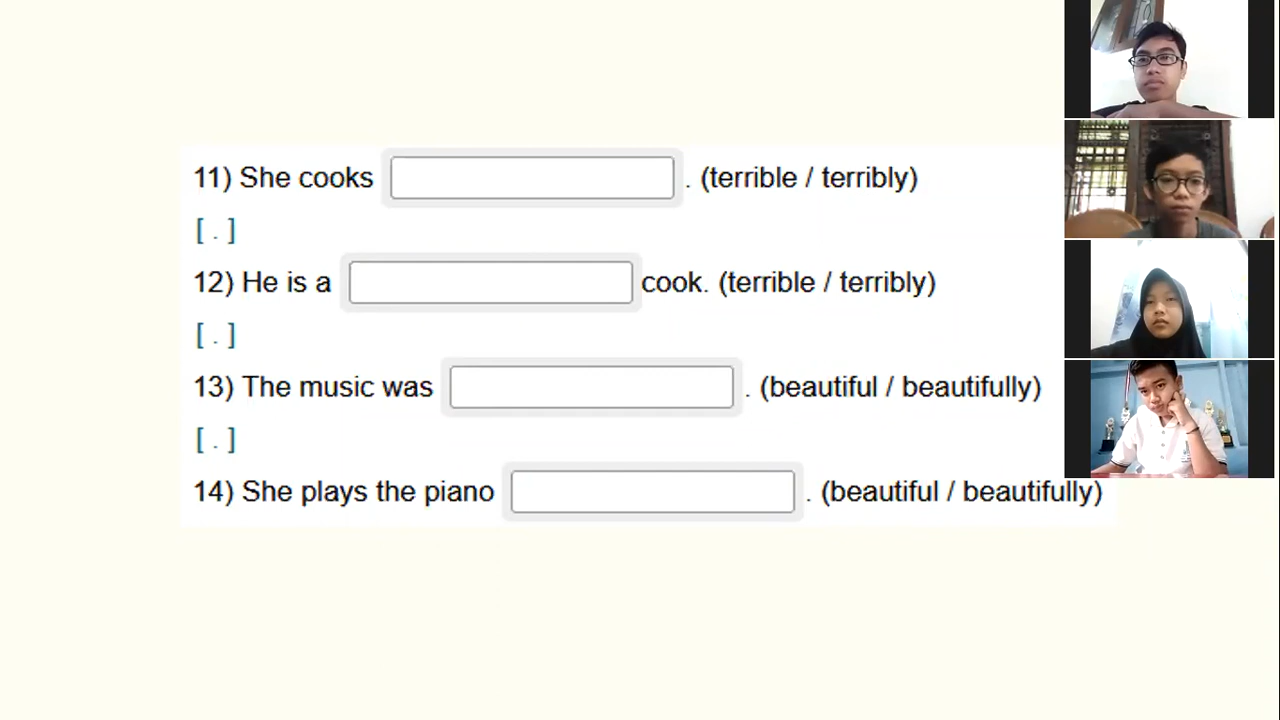 11) She cooks . (terrible / terribly)
[ . ]
12) He is a cook. (terrible / terribly)
[ . ]
13) The music was . (beautiful / beautifully)
[ . ]
14) She plays the piano . (beautiful / beautifully)